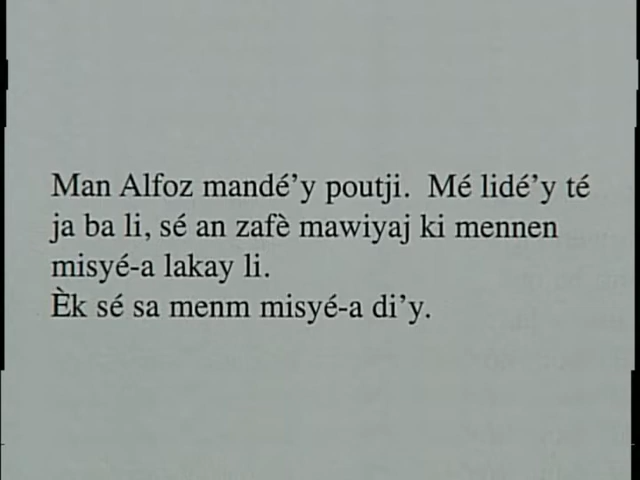 Man Alfoz mandé’y poutji.  Mé lidé’y té
ja ba li, sé an zafè mawiyaj ki mennen
misyé-a lakay li.
Èk sé sa menm misyé-a di’y.